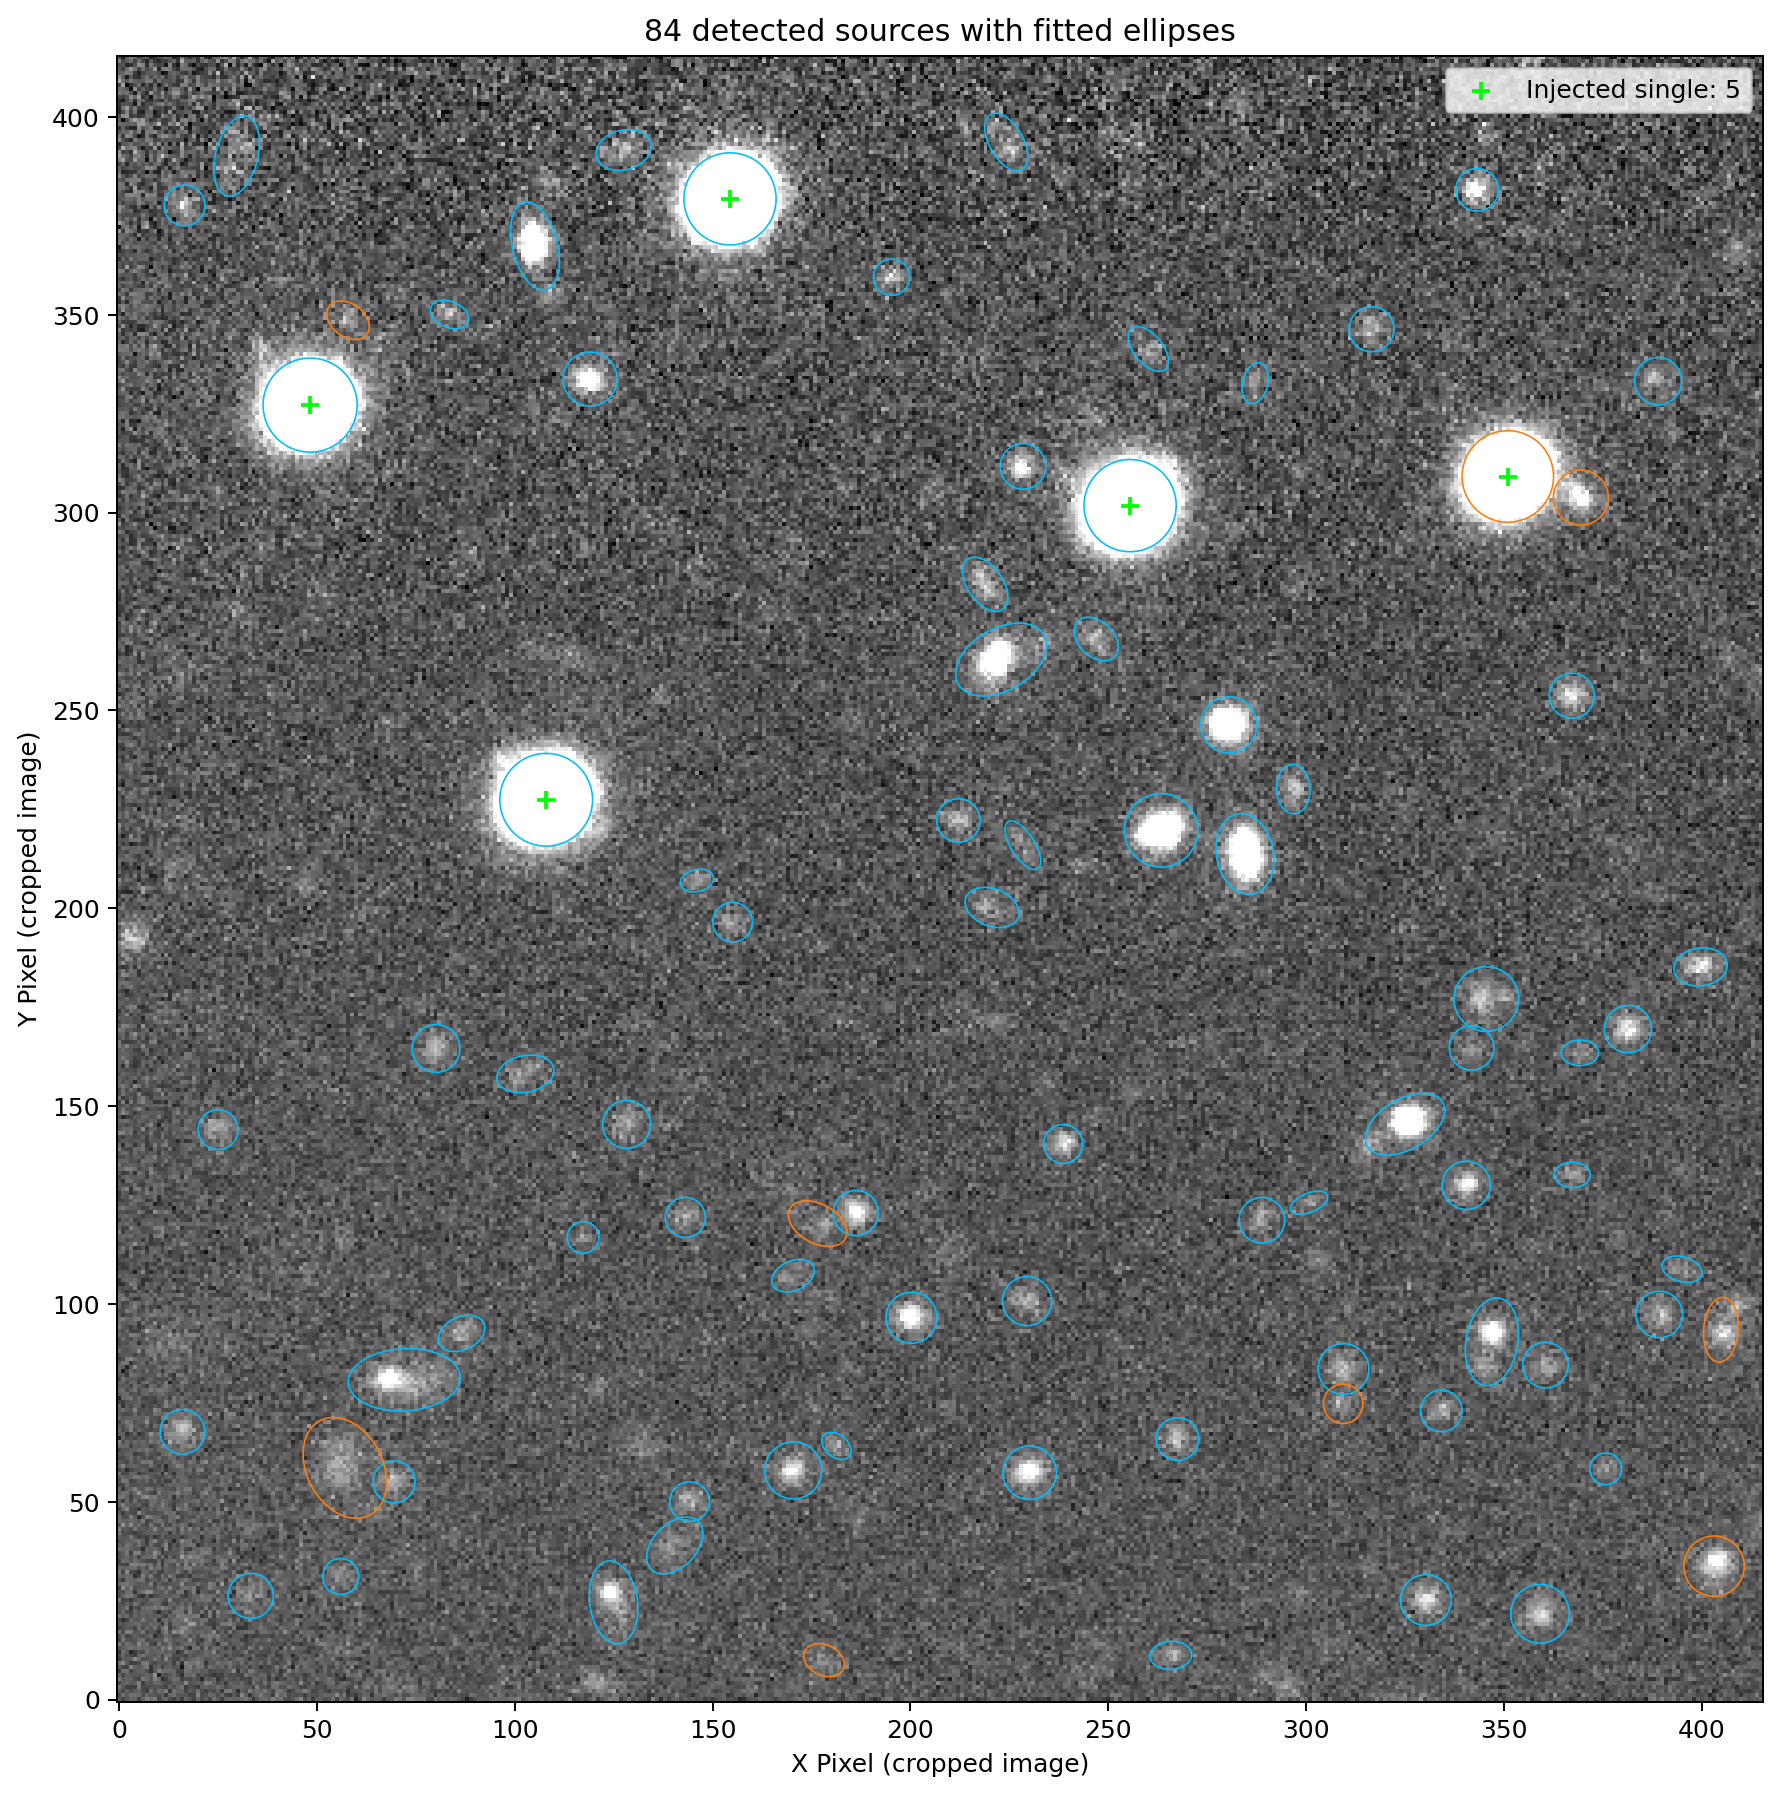 84 detected sources with fitted ellipses
Injected single: 5
400
350
300
250
200
150
100
50
0
Y Pixel (cropped image)
0 50 100 150 200 250 300 350 400
X Pixel (cropped image)